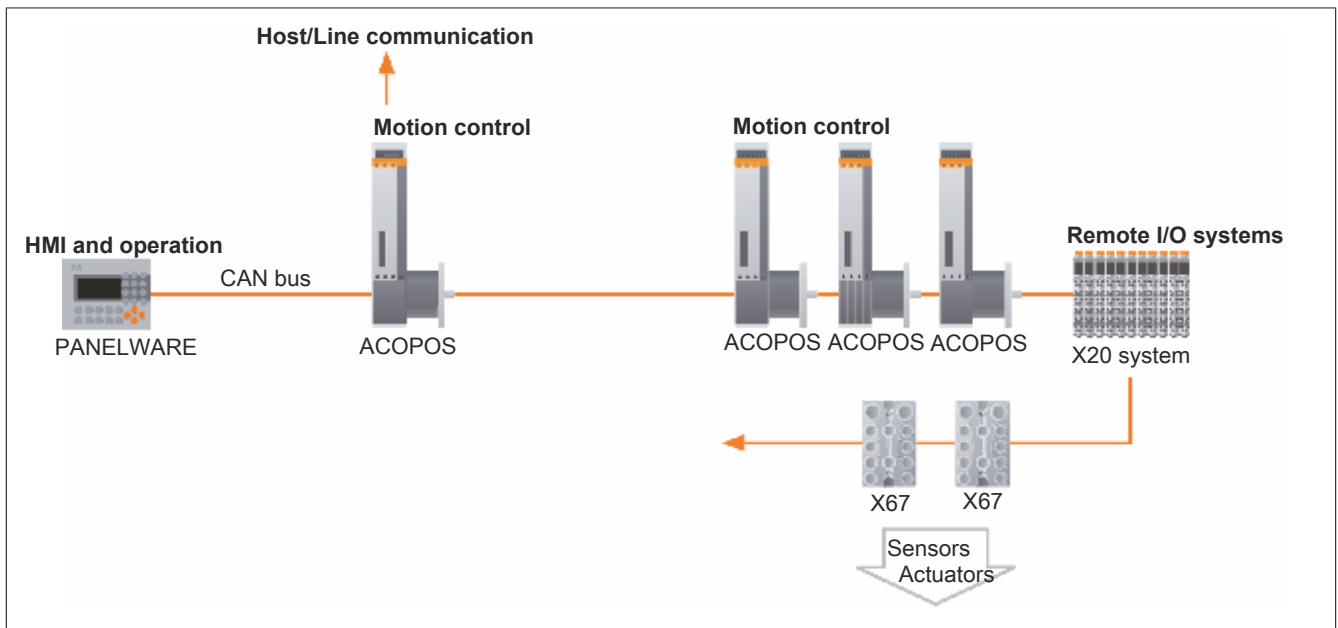 Host/Line communication
Motion control
Motion control
HMI and operation
Remote I/O systems
CAN bus
PANELWARE
ACOPOS
ACOPOS
ACOPOS
ACOPOS
X20 system
X67
X67
Sensors
Actuators